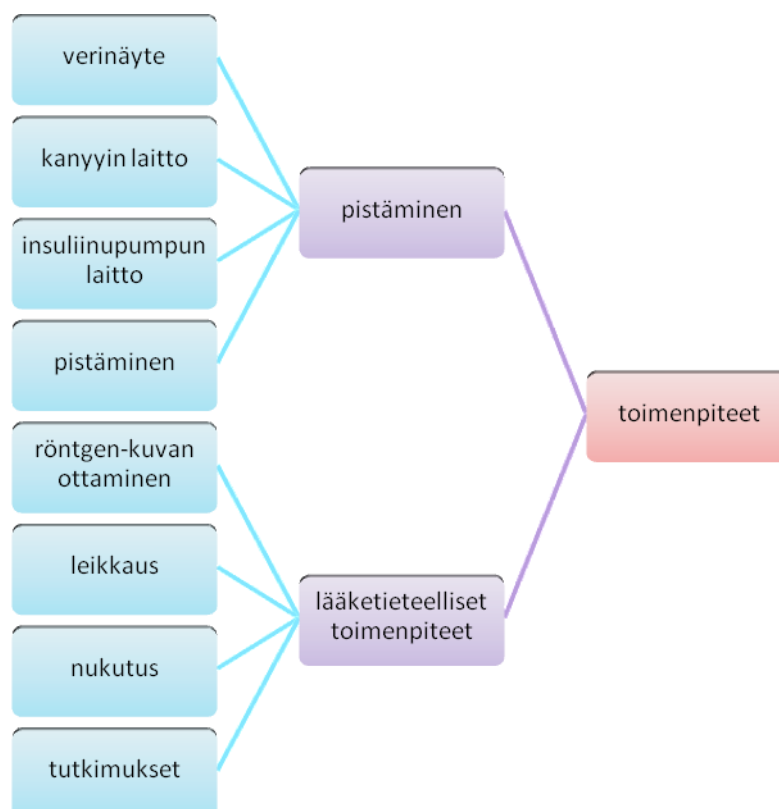 verinäyte
kanyyin laitto
insuliinupumpun
laitto
pistäminen
röntgen-kuvan
ottaminen
leikkaus
nukutus
tutkimukset
pistäminen
lääketieteelliset
toimenpiteet
toimenpiteet